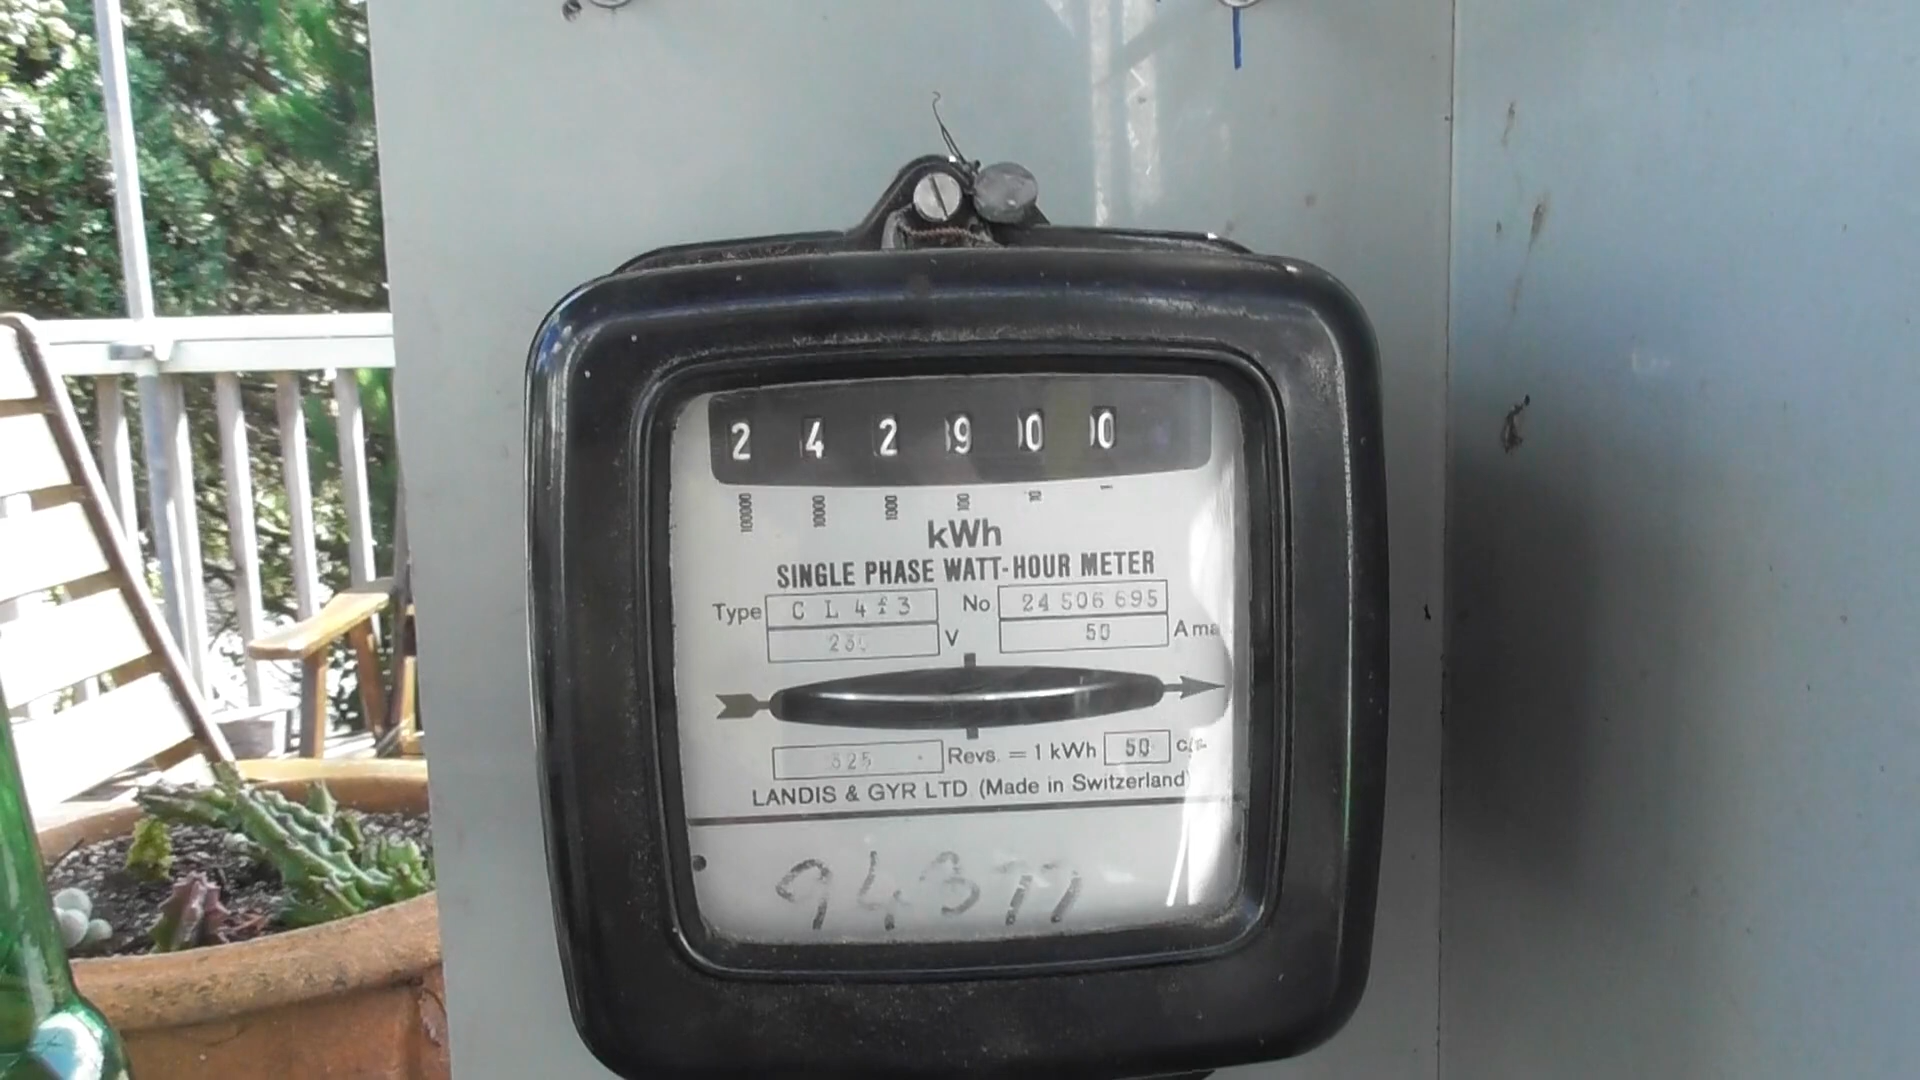 2 4 2 9 0 0
100000 10000 1000 100 10 1
kWh
SINGLE PHASE WATT-HOUR METER
Type C L 4 f 3 No 24 506 695
V 50 A
Revs. = 1 kWh 50
LANDIS & GYR LTD (Made in Switzerland)
94377